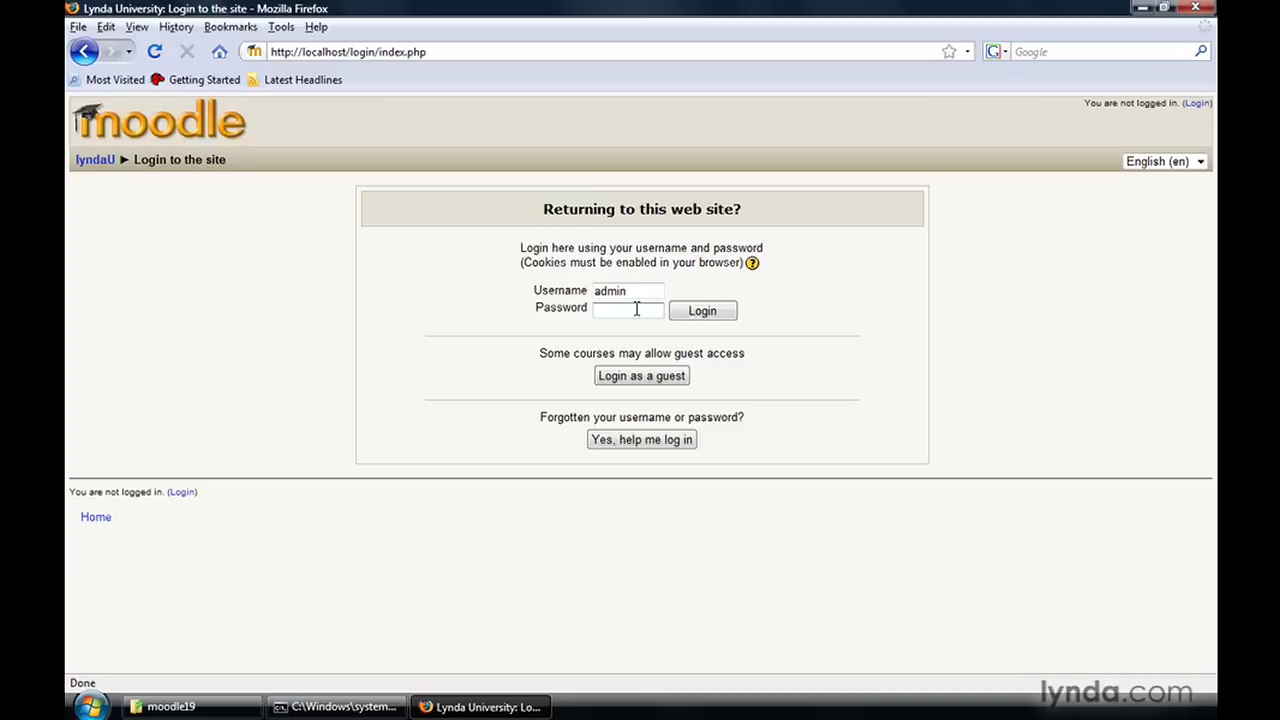 Lynda University: Login to the site - Mozilla Firefox
File Edit View History Bookmarks Tools Help
http://localhost/login/index.php
Google
Most Visited Getting Started Latest Headlines
moodle
You are not logged in. (Login)
lyndaU ► Login to the site
English (en)
Returning to this web site?
Login here using your username and password
(Cookies must be enabled in your browser) ?
Username admin
Password
Login
Some courses may allow guest access
Login as a guest
Forgotten your username or password?
Yes, help me log in
You are not logged in. (Login)
Home
Done
moodle19 C:\Windows\system... Lynda University: Lo...
lynda.com